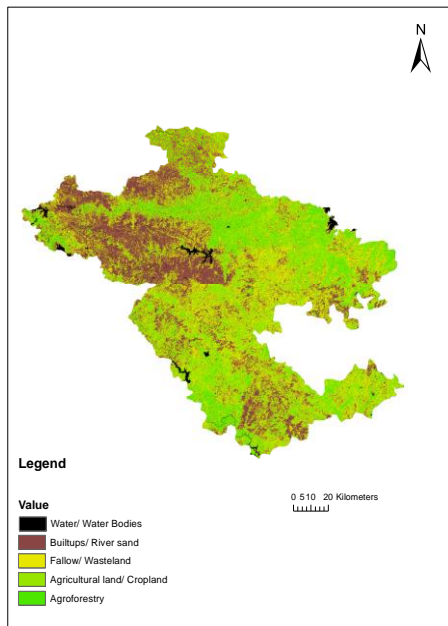 N
Legend
Value
Water/ Water Bodies
Builtups/ River sand
Fallow/ Wasteland
Agricultural land/ Cropland
Agroforestry
0 5 10 20 Kilometers